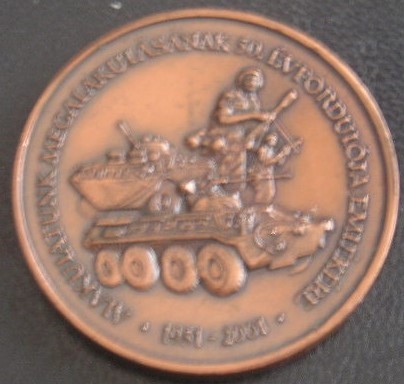 ALAKULATUNK MEGALAKULÁSÁNAK 50. ÉVFORDULÓJA EMLÉKÉRE
1951 - 2001